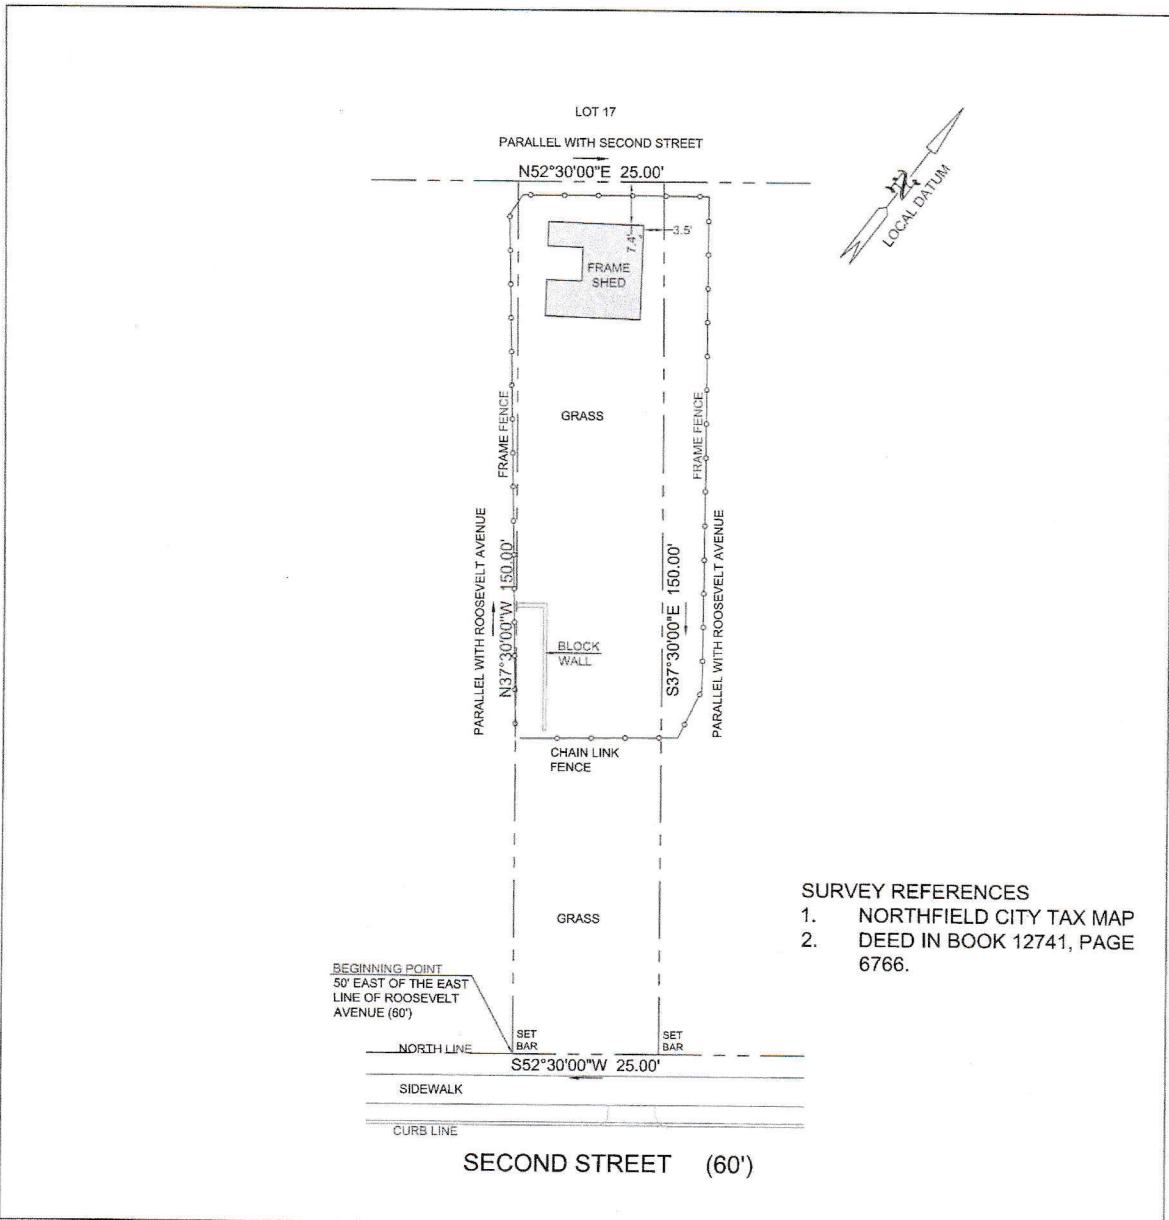 LOT 17
PARALLEL WITH SECOND STREET
N52°30'00"E 25.00'
N
LOCAL DATUM
7.4'
3.5'
FRAME
SHED
GRASS
FRAME FENCE
FRAME FENCE
PARALLEL WITH ROOSEVELT AVENUE
N37°30'00"W 150.00'
S37°30'00"E 150.00'
PARALLEL WITH ROOSEVELT AVENUE
BLOCK
WALL
CHAIN LINK
FENCE
GRASS
SURVEY REFERENCES
1. NORTHFIELD CITY TAX MAP
2. DEED IN BOOK 12741, PAGE
6766.
BEGINNING POINT
50' EAST OF THE EAST
LINE OF ROOSEVELT
AVENUE (60')
SET
BAR
SET
BAR
NORTH LINE
S52°30'00"W 25.00'
SIDEWALK
CURB LINE
SECOND STREET (60')